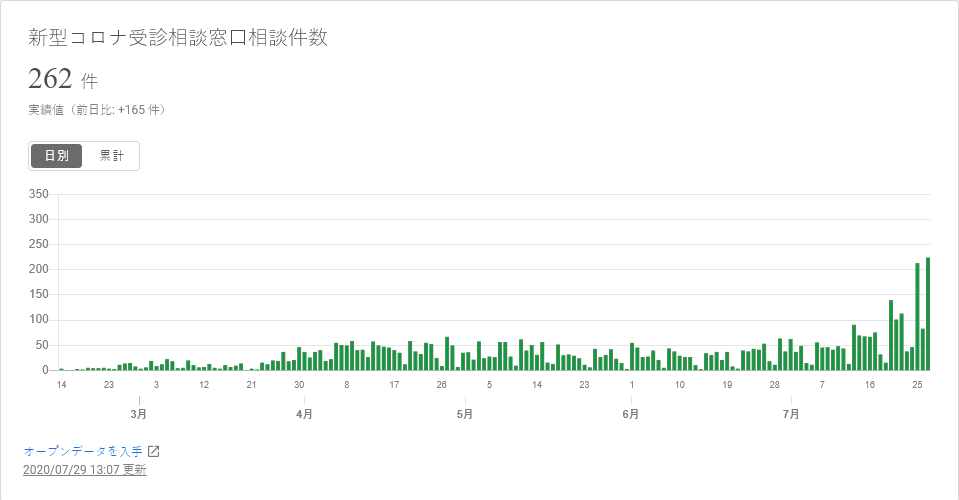 新型コロナ受診相談窓口相談件数
262 件
実績値（前日比: +165 件）
日別 累計
350
300
250
200
150
100
50
0
14 23 3 12 21 30 8 17 26 5 14 23 1 10 19 28 7 16 25
3月 4月 5月 6月 7月
オープンデータを入手
2020/07/29 13:07 更新